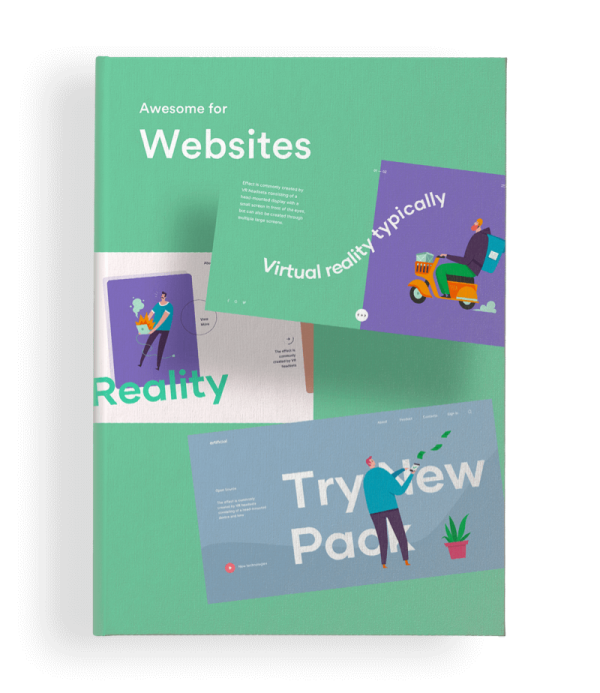 Awesome for
Websites
Effect is commonly created by
VR headsets consisting of a
head-mounted display with a
small screen in front of the eyes,
but can also be created through
multiple large screens
Virtual reality typically
View
More
The effect is
commonly
created by VR
headsets
Reality
Try New
Pack
Sign in
The effect is commonly
created by VR headsets
consisting of a head-mounted